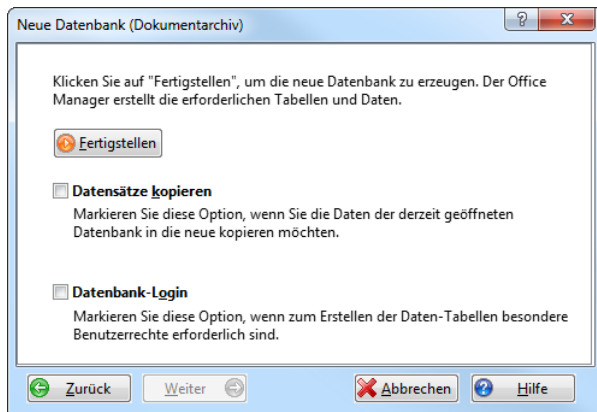 Neue Datenbank (Dokumentarchiv)
?
Klicken Sie auf "Fertigstellen", um die neue Datenbank zu erzeugen. Der Office
Manager erstellt die erforderlichen Tabellen und Daten.
Fertigstellen
Datensätze kopieren
Markieren Sie diese Option, wenn Sie die Daten der derzeit geöffneten
Datenbank in die neue kopieren möchten.
Datenbank-Login
Markieren Sie diese Option, wenn zum Erstellen der Daten-Tabellen besondere
Benutzerrechte erforderlich sind.
Zurück Weiter Abbrechen ? Hilfe